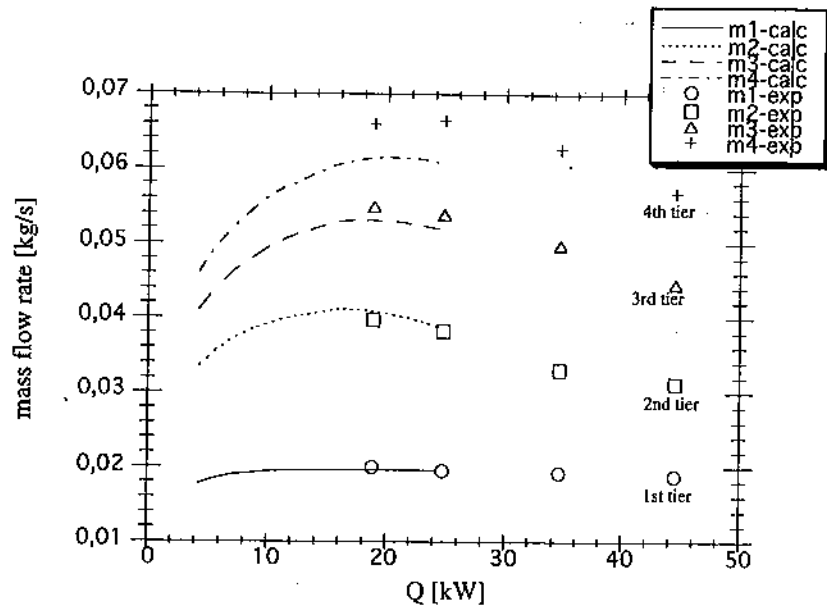 m1-calc
m2-calc
m3-calc
m4-calc
m1-exp
m2-exp
m3-exp
m4-exp
0,07
0,06
0,05
0,04
0,03
0,02
0,01
mass flow rate [kg/s]
4th tier
3rd tier
2nd tier
1st tier
0 10 20 30 40 50
Q [kW]